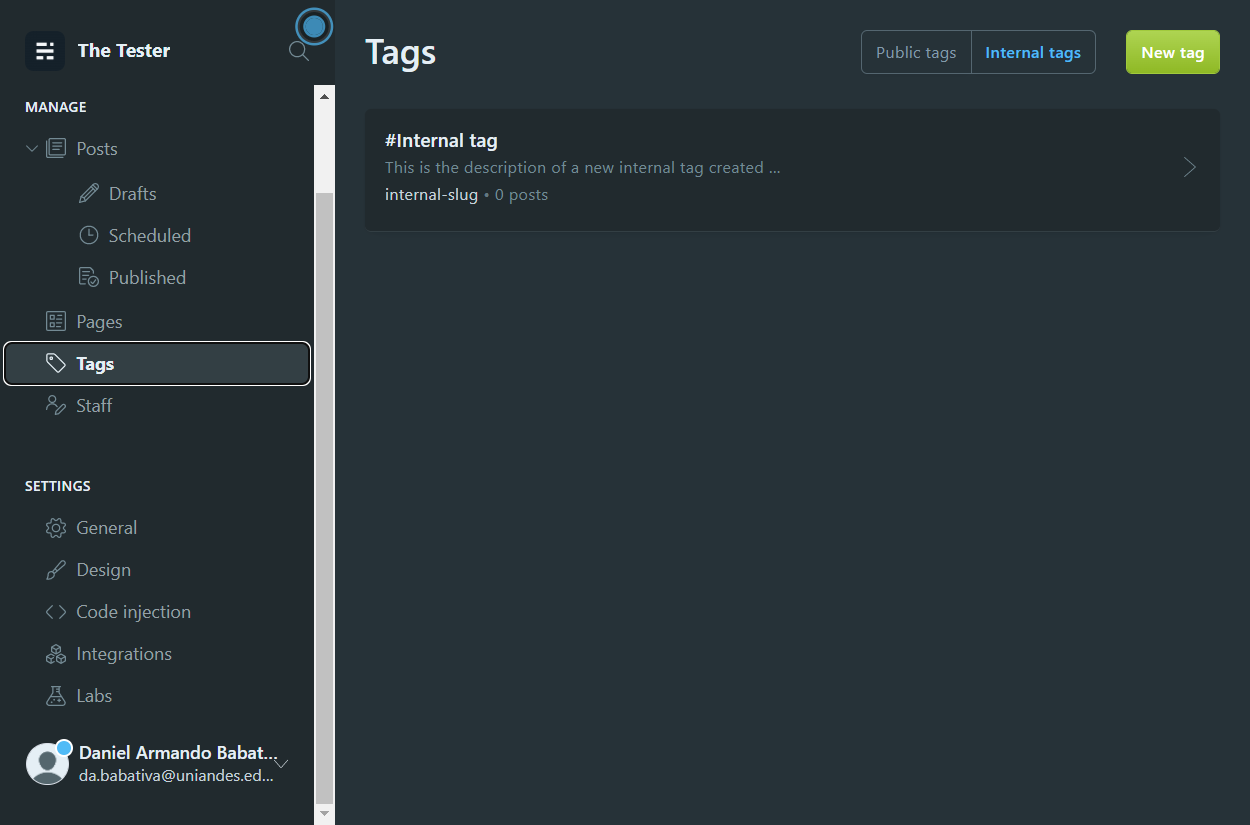 The Tester
MANAGE
Posts
Drafts
Scheduled
Published
Pages
Tags
Staff
SETTINGS
General
Design
Code injection
Integrations
Labs
Daniel Armando Babat...
da.babativa@uniandes.ed...
Tags
Public tags
Internal tags
New tag
#Internal tag
This is the description of a new internal tag created ...
internal-slug • 0 posts